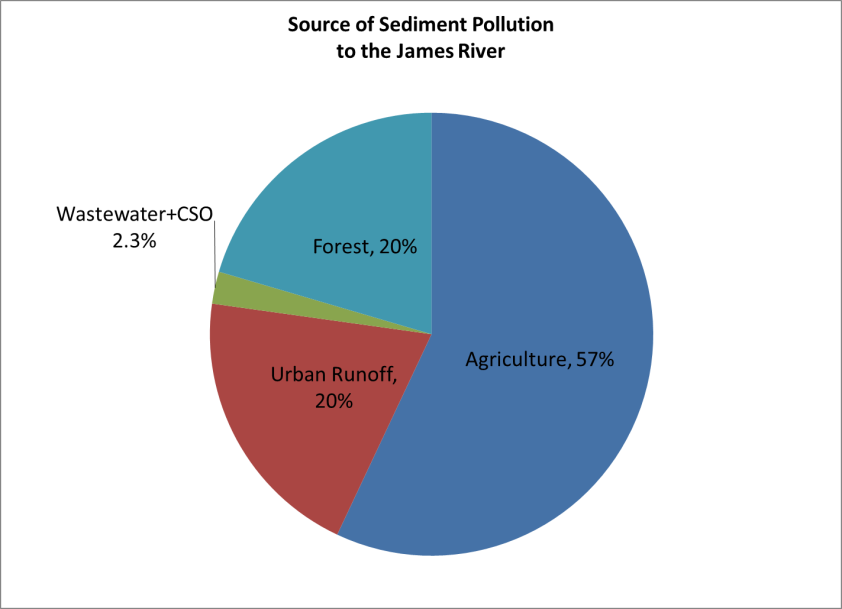 Source of Sediment Pollution
to the James River
Wastewater+CSO
2.3%
Forest, 20%
Agriculture, 57%
Urban Runoff,
20%